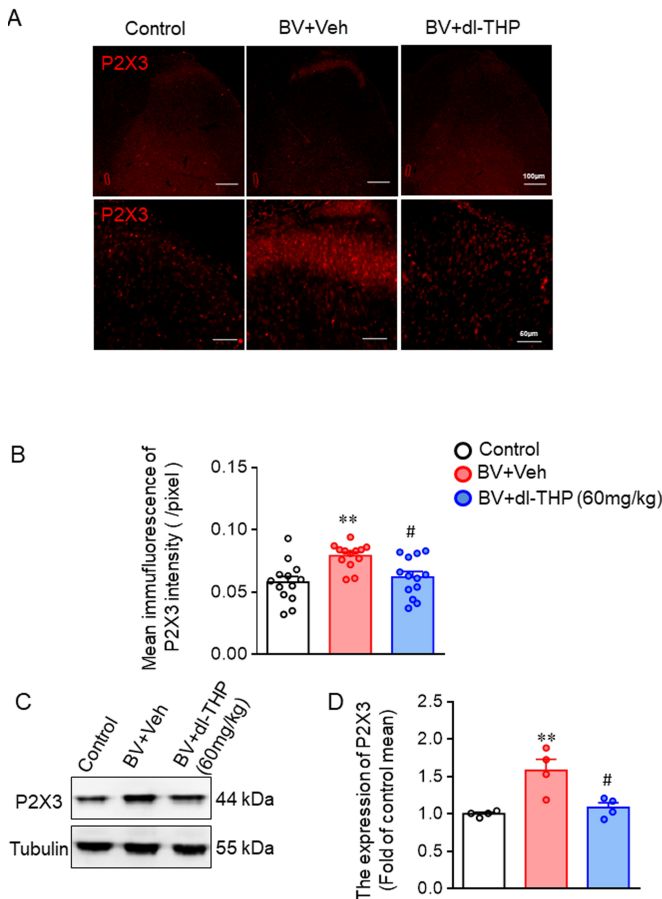 A
Control
BV+Veh
BV+dl-THP
P2X3
100μm
P2X3
50μm
B
Mean immufluorescence of
P2X3 intensity ( /pixel )
0.15
0.10
0.05
0.00
**
#
Control
BV+Veh
BV+dl-THP (60mg/kg)
C
Control
BV+Veh
BV+dl-THP
(60mg/kg)
P2X3
44 kDa
Tubulin
55 kDa
D
The expression of P2X3
(Fold of control mean)
2.5
2.0
1.5
1.0
0.5
0.0
**
#